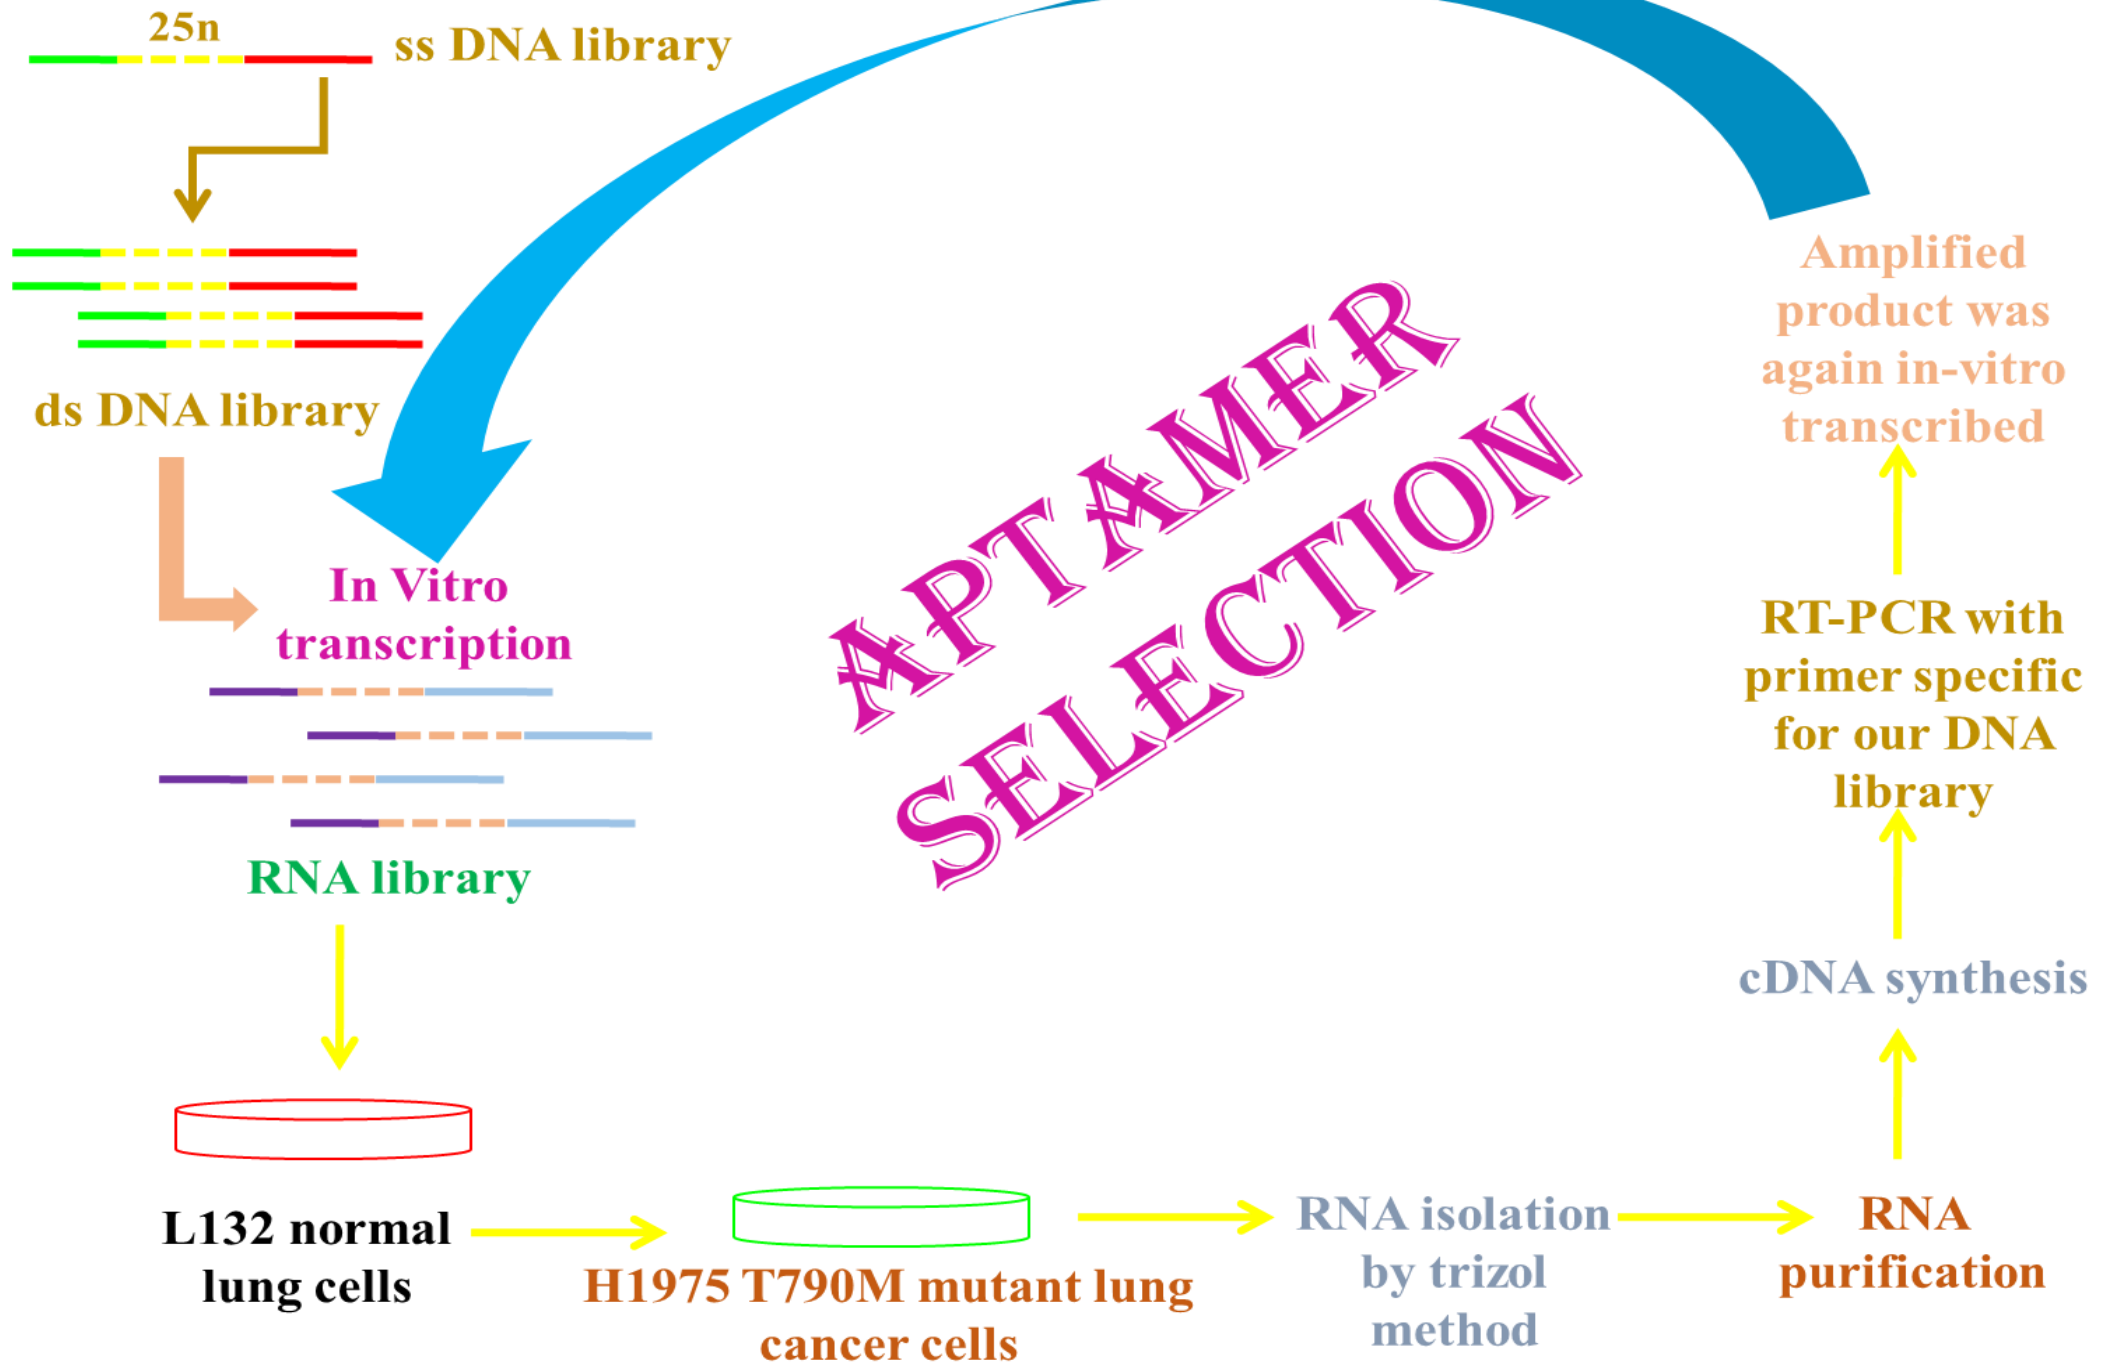 25n
ss DNA library
ds DNA library
In Vitro
transcription
RNA library
L132 normal
lung cells
H1975 T790M mutant lung
cancer cells
RNA isolation
by trizol
method
RNA
purification
cDNA synthesis
RT-PCR with
primer specific
for our DNA
library
Amplified
product was
again in-vitro
transcribed
APTAMER
SELECTION